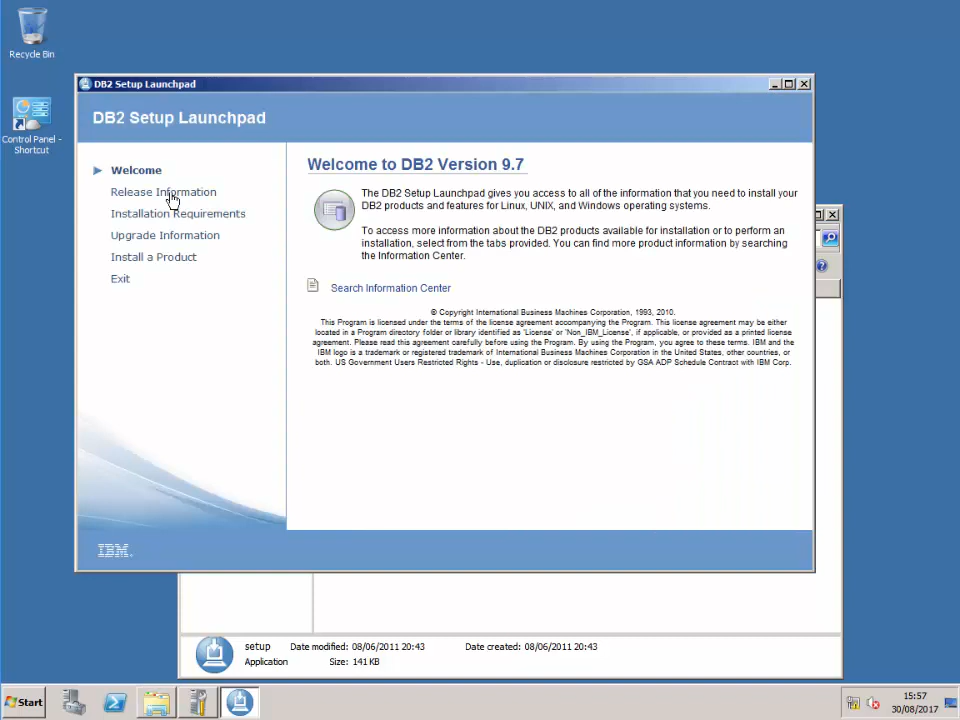 Recycle Bin
Control Panel -
Shortcut
DB2 Setup Launchpad
DB2 Setup Launchpad
Welcome
Release Information
Installation Requirements
Upgrade Information
Install a Product
Exit
Welcome to DB2 Version 9.7
The DB2 Setup Launchpad gives you access to all of the information that you need to install your
DB2 products and features for Linux, UNIX, and Windows operating systems.
To access more information about the DB2 products available for installation or to perform an
installation, select from the tabs provided. You can find more product information by searching
the Information Center.
Search Information Center
© Copyright International Business Machines Corporation, 1993, 2010.
This Program is licensed under the terms of the license agreement accompanying the Program. This license agreement may be either
located in a Program directory folder or library identified as 'License' or 'Non_IBM_License', if applicable, or provided as a printed license
agreement. Please read this agreement carefully before using the Program. By using the Program, you agree to these terms. IBM and the
IBM logo is a trademark or registered trademark of International Business Machines Corporation in the United States, other countries, or
both. US Government Users Restricted Rights - Use, duplication or disclosure restricted by GSA ADP Schedule Contract with IBM Corp.
IBM.
setup Date modified: 08/06/2011 20:43 Date created: 08/06/2011 20:43
Application Size: 141 KB
Start
15:57
30/08/2017